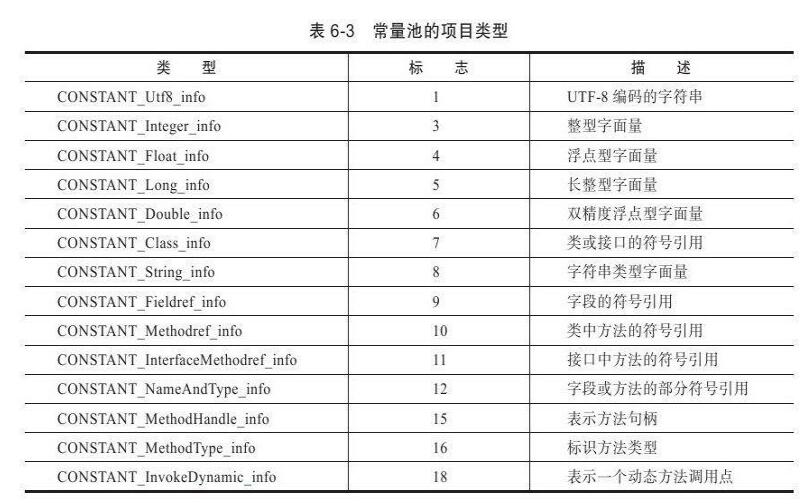 表 6-3 常量池的项目类型
类 型 标 志 描 述
CONSTANT_Utf8_info 1 UTF-8 编码的字符串
CONSTANT_Integer_info 3 整型字面量
CONSTANT_Float_info 4 浮点型字面量
CONSTANT_Long_info 5 长整型字面量
CONSTANT_Double_info 6 双精度浮点型字面量
CONSTANT_Class_info 7 类或接口的符号引用
CONSTANT_String_info 8 字符串类型字面量
CONSTANT_Fieldref_info 9 字段的符号引用
CONSTANT_Methodref_info 10 类中方法的符号引用
CONSTANT_InterfaceMethodref_info 11 接口中方法的符号引用
CONSTANT_NameAndType_info 12 字段或方法的部分符号引用
CONSTANT_MethodHandle_info 15 表示方法句柄
CONSTANT_MethodType_info 16 标识方法类型
CONSTANT_InvokeDynamic_info 18 表示一个动态方法调用点